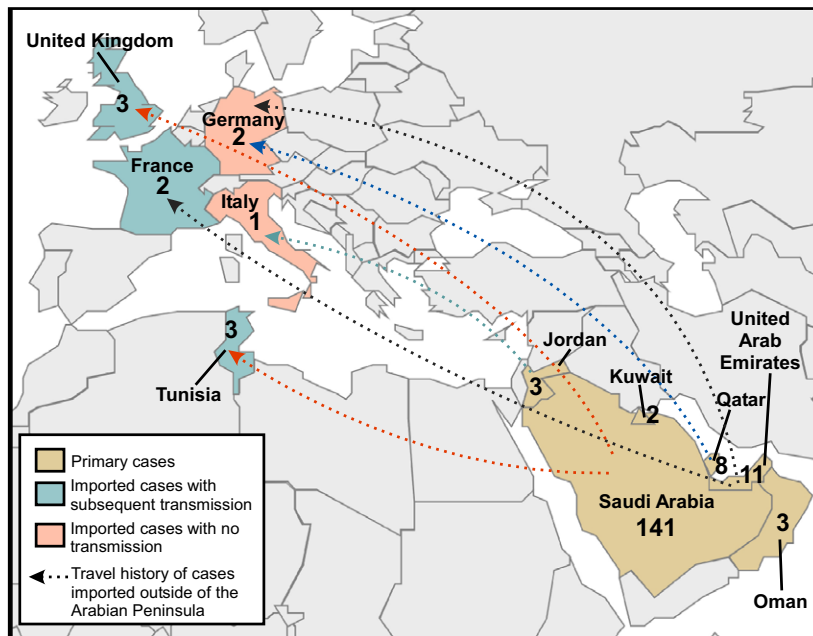 United Kingdom
3
Germany
2
France
2
Italy
1
3
Tunisia
Jordan
3
Kuwait
2
United
Arab
Emirates
Qatar
8
11
Saudi Arabia
141
3
Oman
Primary cases
Imported cases with
subsequent transmission
Imported cases with no
transmission
Travel history of cases
imported outside of the
Arabian Peninsula